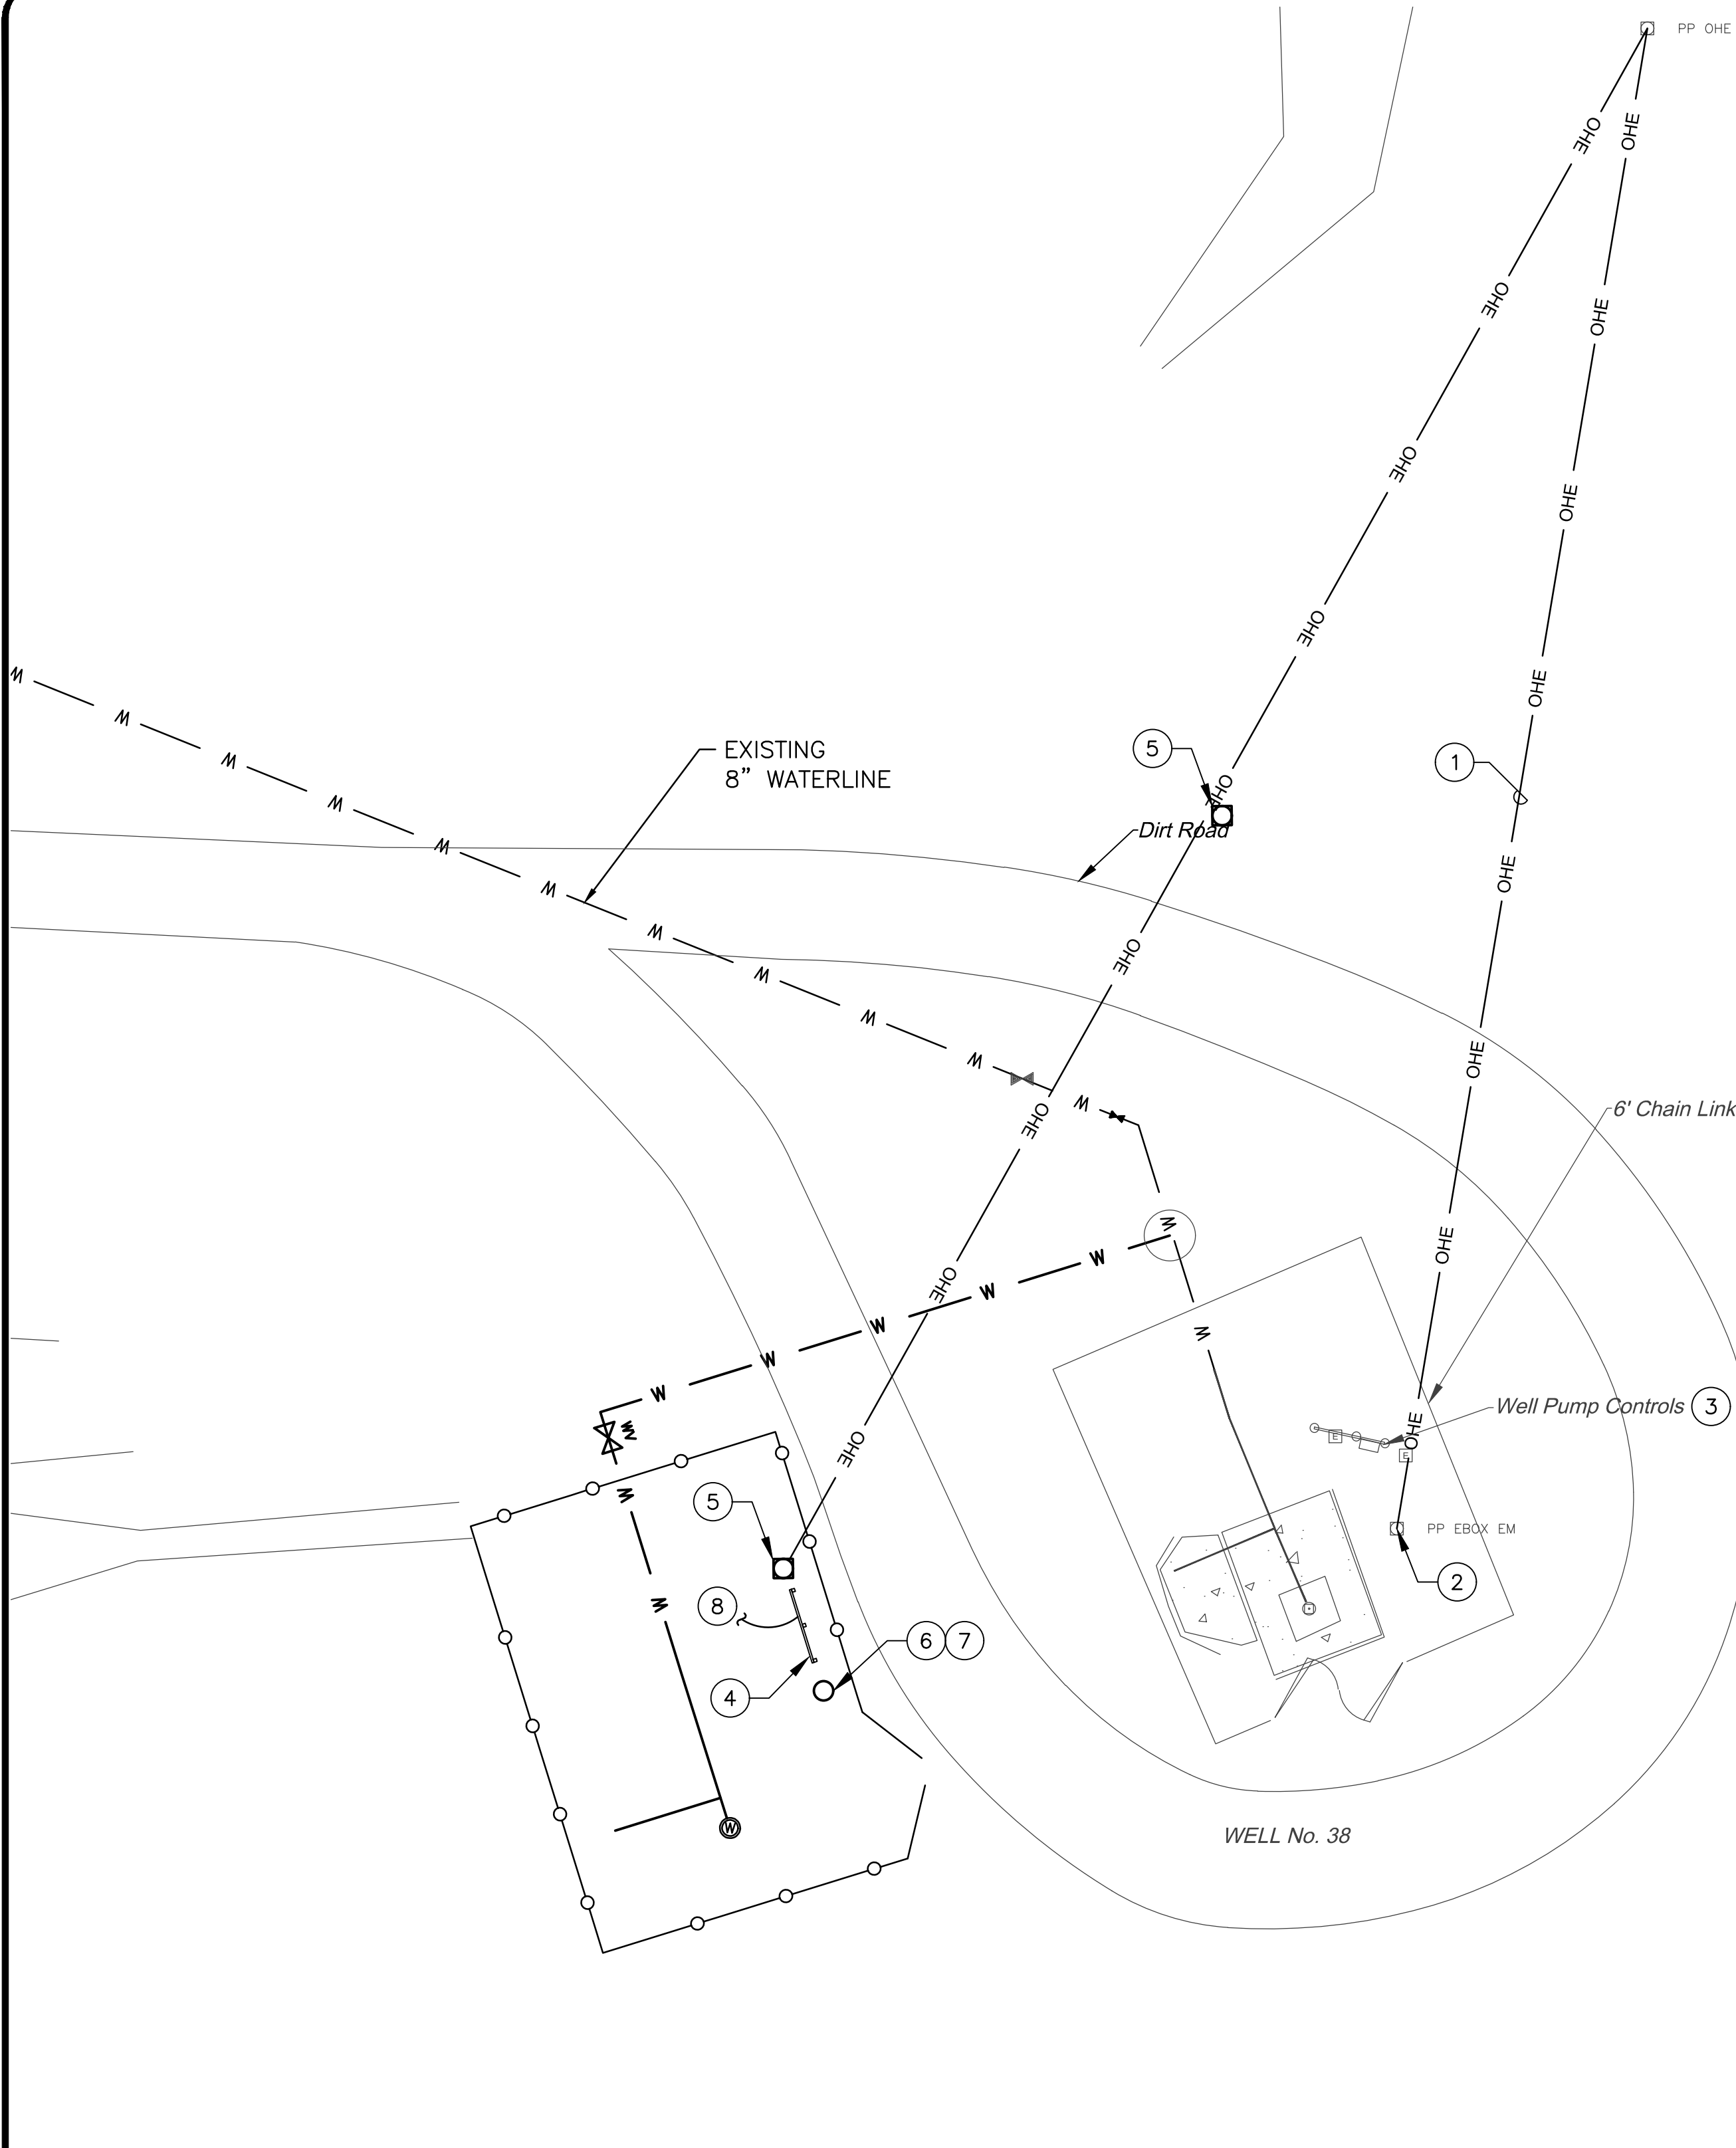 PP OHE
OHE
OHE
OHE
OHE
OHE
OHE
OHE
OHE
W
W
W
OHE
EXISTING
8” WATERLINE
5
1
OHE
W
Dirt Road
W
OHE
W
W
OHE
W
W
OHE
W
W
OHE
6' Chain Link
W
OHE
W
W
OHE
W
W
W
W
W
Well Pump Controls 3
W
OHE
OHE
E
E
W
5
PP EBOX EM
2
8
W
6 7
4
W
WELL No. 38